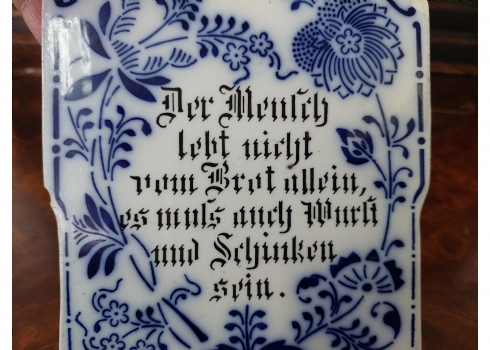 Der Mensch
lebt nicht
vom Brot allein,
es muss auch Wurst
und Schinken
sein.